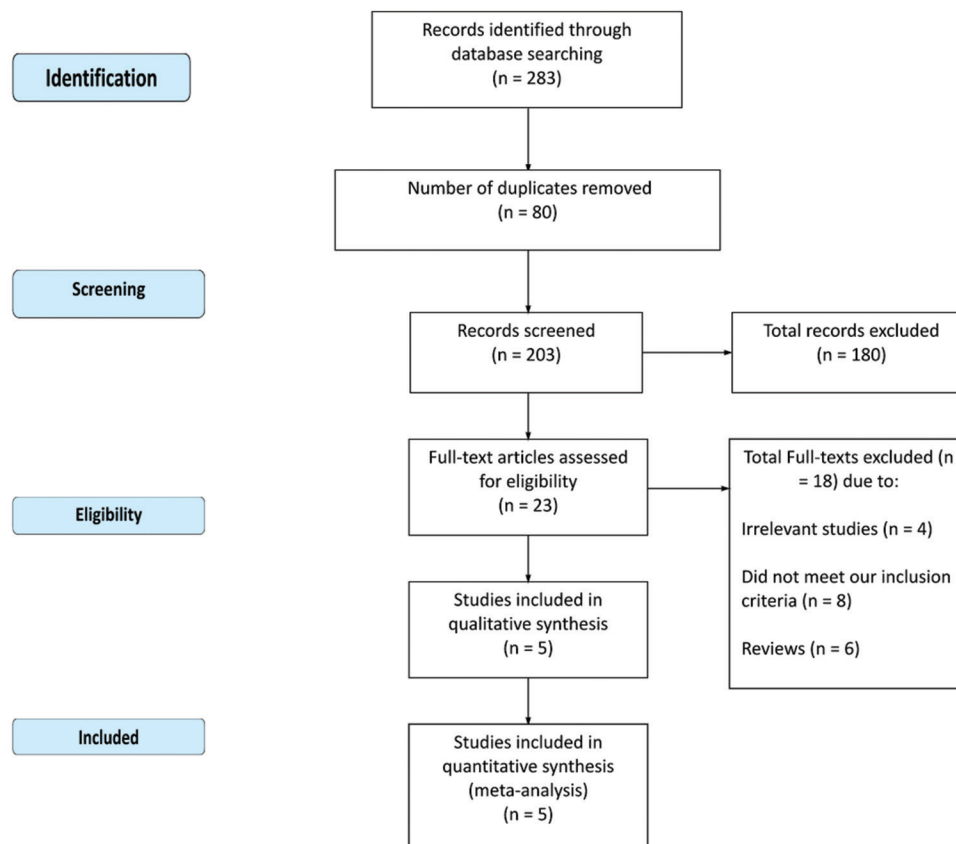 Records identified through
database searching
(n = 283)
Identification
Number of duplicates removed
(n = 80)
Screening
Records screened
(n = 203)
Total records excluded
(n = 180)
Full-text articles assessed
for eligibility
(n = 23)
Total Full-texts excluded (n
= 18) due to:
Irrelevant studies (n = 4)
Did not meet our inclusion
criteria (n = 8)
Reviews (n = 6)
Eligibility
Studies included in
qualitative synthesis
(n = 5)
Included
Studies included in
quantitative synthesis
(meta-analysis)
(n = 5)